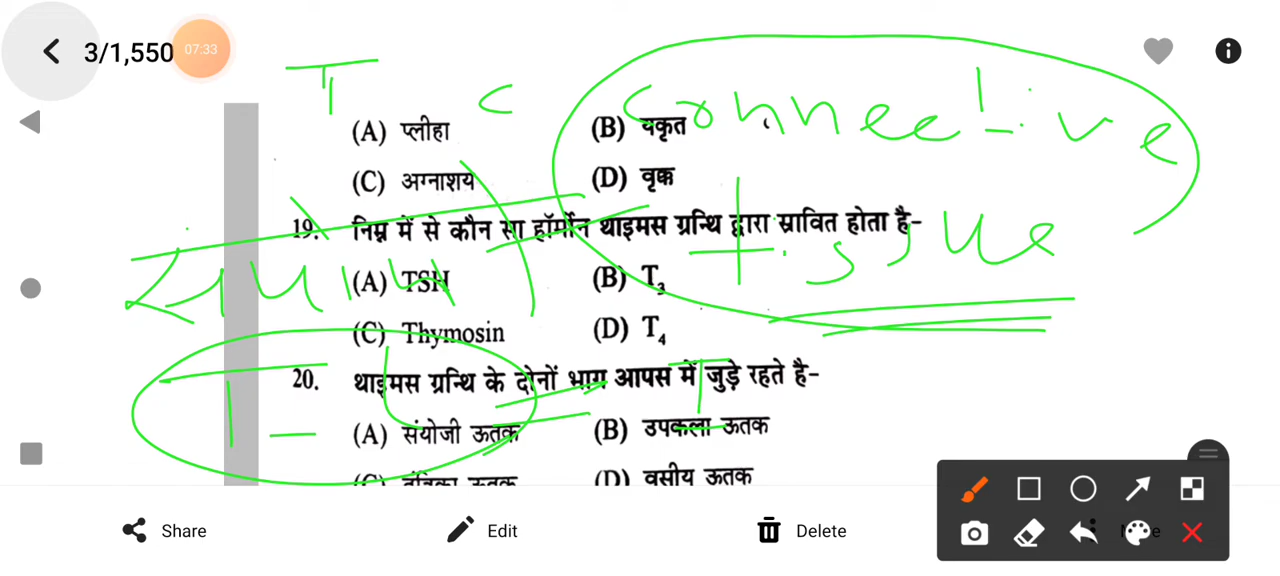 3/1,550 07:33
T C Connective
(A) प्लीहा (B) यकृत
(C) अग्नाशय (D) वृक्क
19. निम्न में से कौन सा हॉर्मोन थाइमस ग्रन्थि द्वारा स्रावित होता है-
tissue
(A) TSH (B) T₃
(C) Thymosin (D) T₄
20. थाइमस ग्रन्थि के दोनों भाग आपस में जुड़े रहते है-
(A) संयोजी ऊतक (B) उपकला ऊतक
(C) तंत्रिका ऊतक (D) वसीय ऊतक
Share Edit Delete